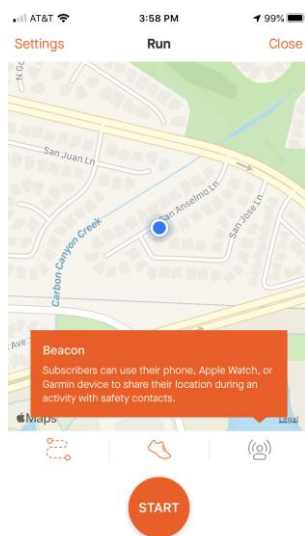 AT&T 3:58 PM 99%
Settings Run Close
San Juan Ln
San Anselmo Ln
San Jose Ln
Carbon Canyon Creek
Ave
Beacon
Subscribers can use their phone, Apple Watch, or
Garmin device to share their location during an
activity with safety contacts.
Maps Legal
START